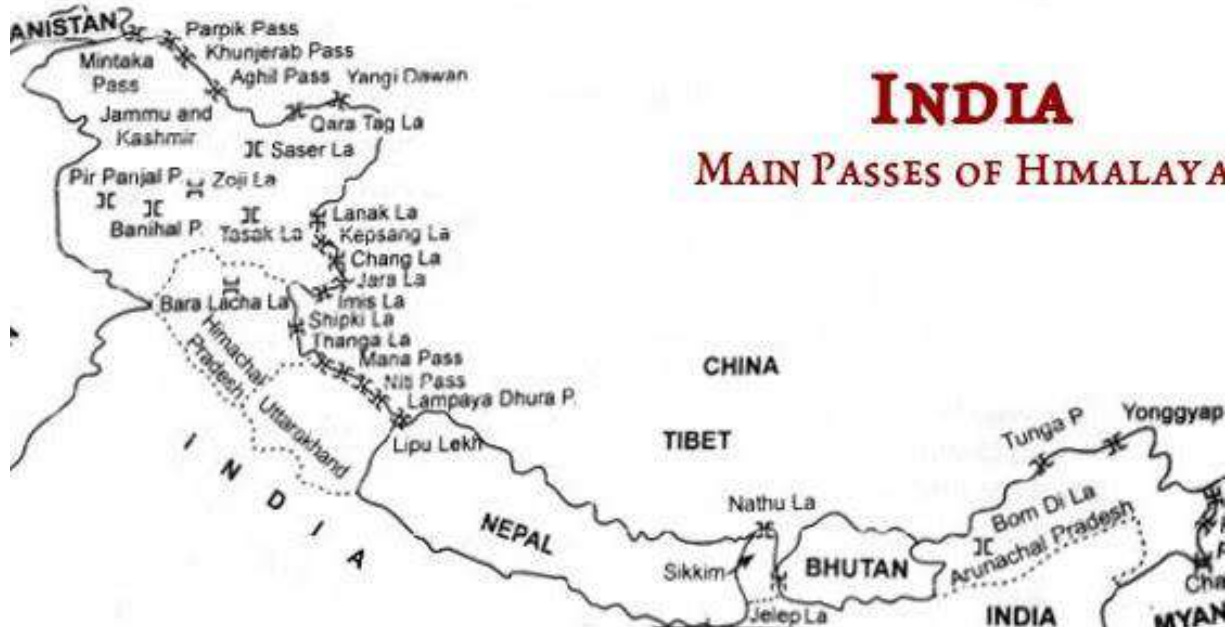 ANISTAN
Parpik Pass
Khunjerab Pass
Mintaka
Pass
Aghil Pass
Yangi Dawan
INDIA
MAIN PASSES OF HIMALAYA
Jammu and
Kashmir
Qara Tag La
Saser La
Pir Panjal P.
Zoji La
Banihal P.
Tasak La
Lanak La
Kepsang La
Chang La
Jara La
Bara Lacha La
Imis La
Shipki La
Himachal
Pradesh
Thanga La
Mana Pass
Niti Pass
Lampaya Dhura P.
Uttarakhand
Lipu Lekh
CHINA
TIBET
Tunga P
Yonggyap
INDIA
NEPAL
Nathu La
Bom Di La
Arunachal Pradesh
Sikkim
BHUTAN
Jelep La
INDIA
Cha
MYAN